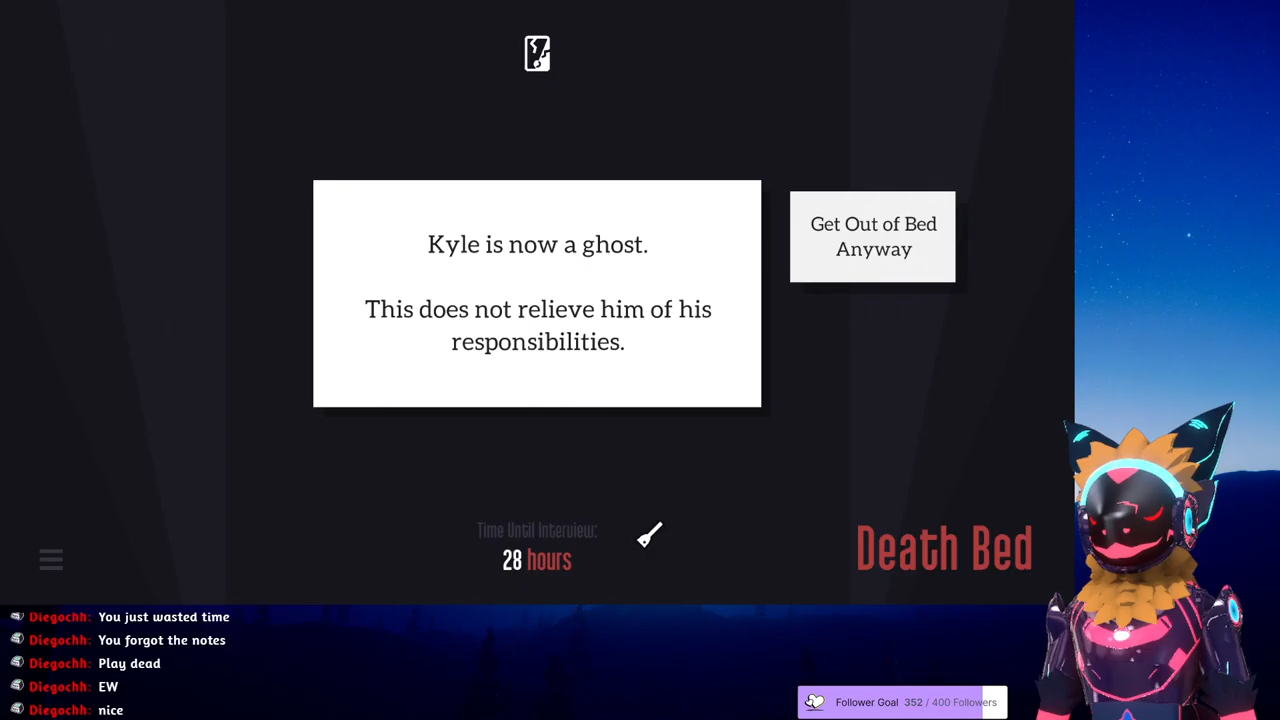 Kyle is now a ghost.
This does not relieve him of his
responsibilities.
Get Out of Bed
Anyway
Time Until Interview:
28 hours
Death Bed
Diegochh: You just wasted time
Diegochh: You forgot the notes
Diegochh: Play dead
Diegochh: EW
Diegochh: nice
Follower Goal 352 / 400 Followers